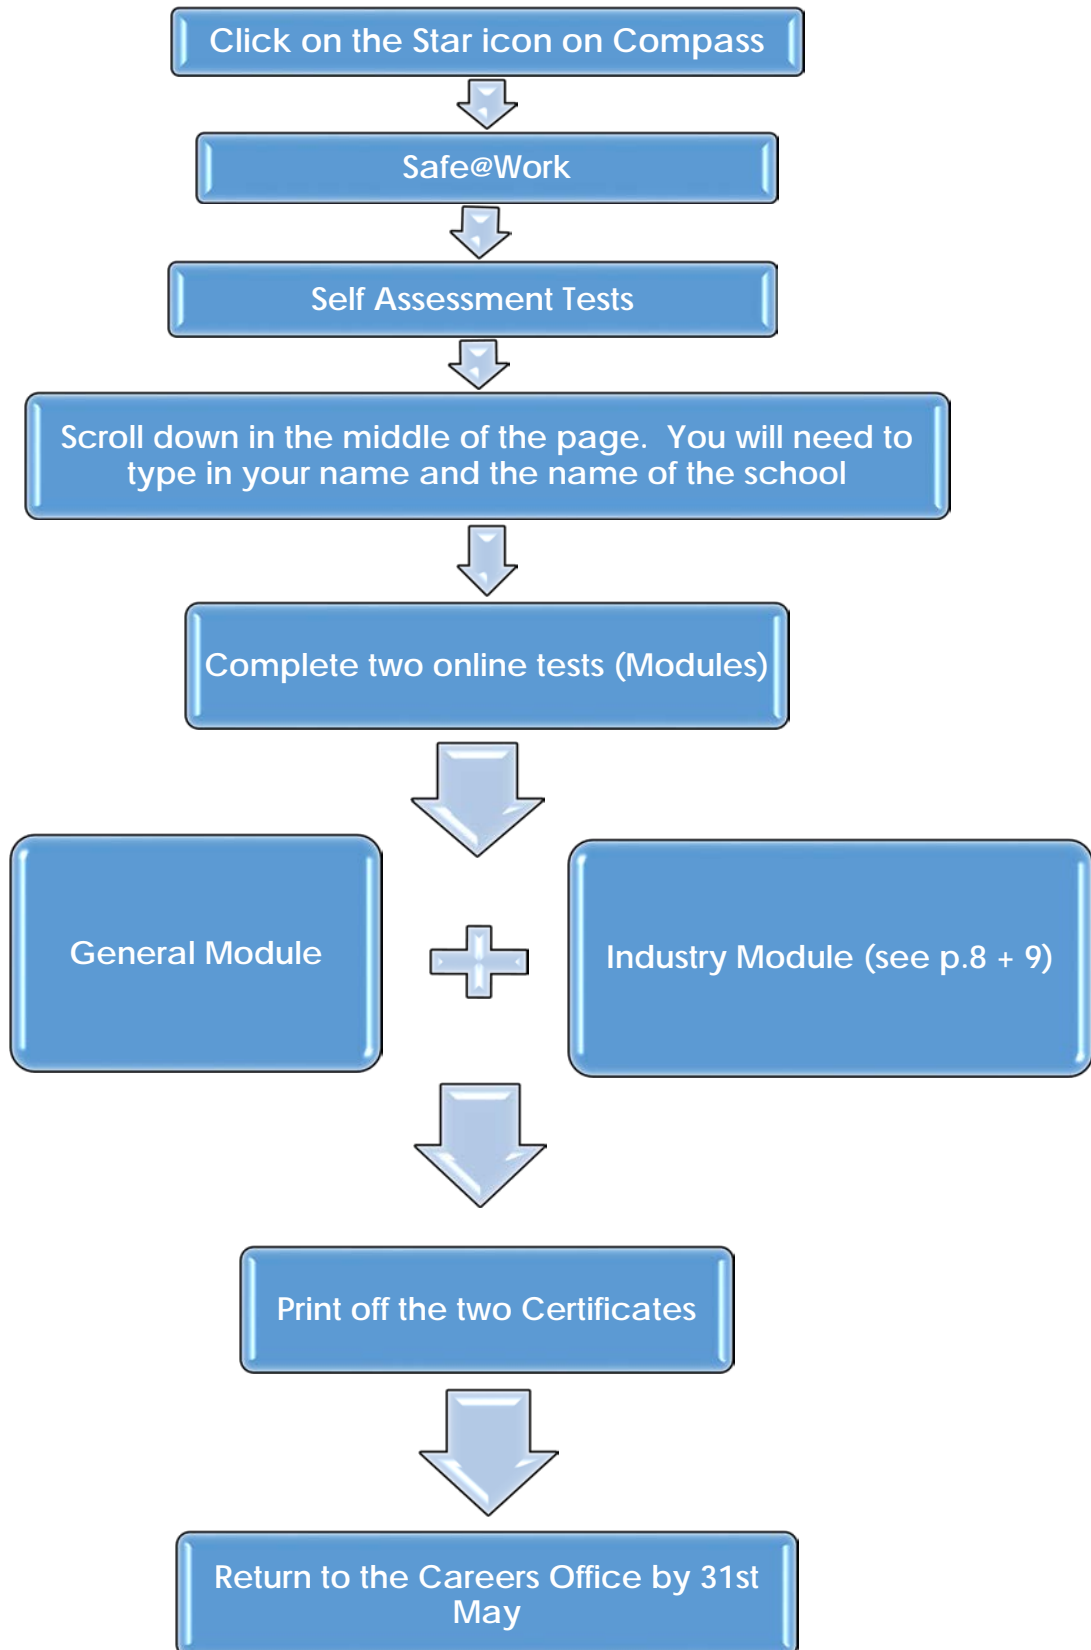 Click on the Star icon on Compass
Safe@Work
Self Assessment Tests
Scroll down in the middle of the page. You will need to
type in your name and the name of the school
Complete two online tests (Modules)
General Module
Industry Module (see p.8 + 9)
Print off the two Certificates
Return to the Careers Office by 31st
May